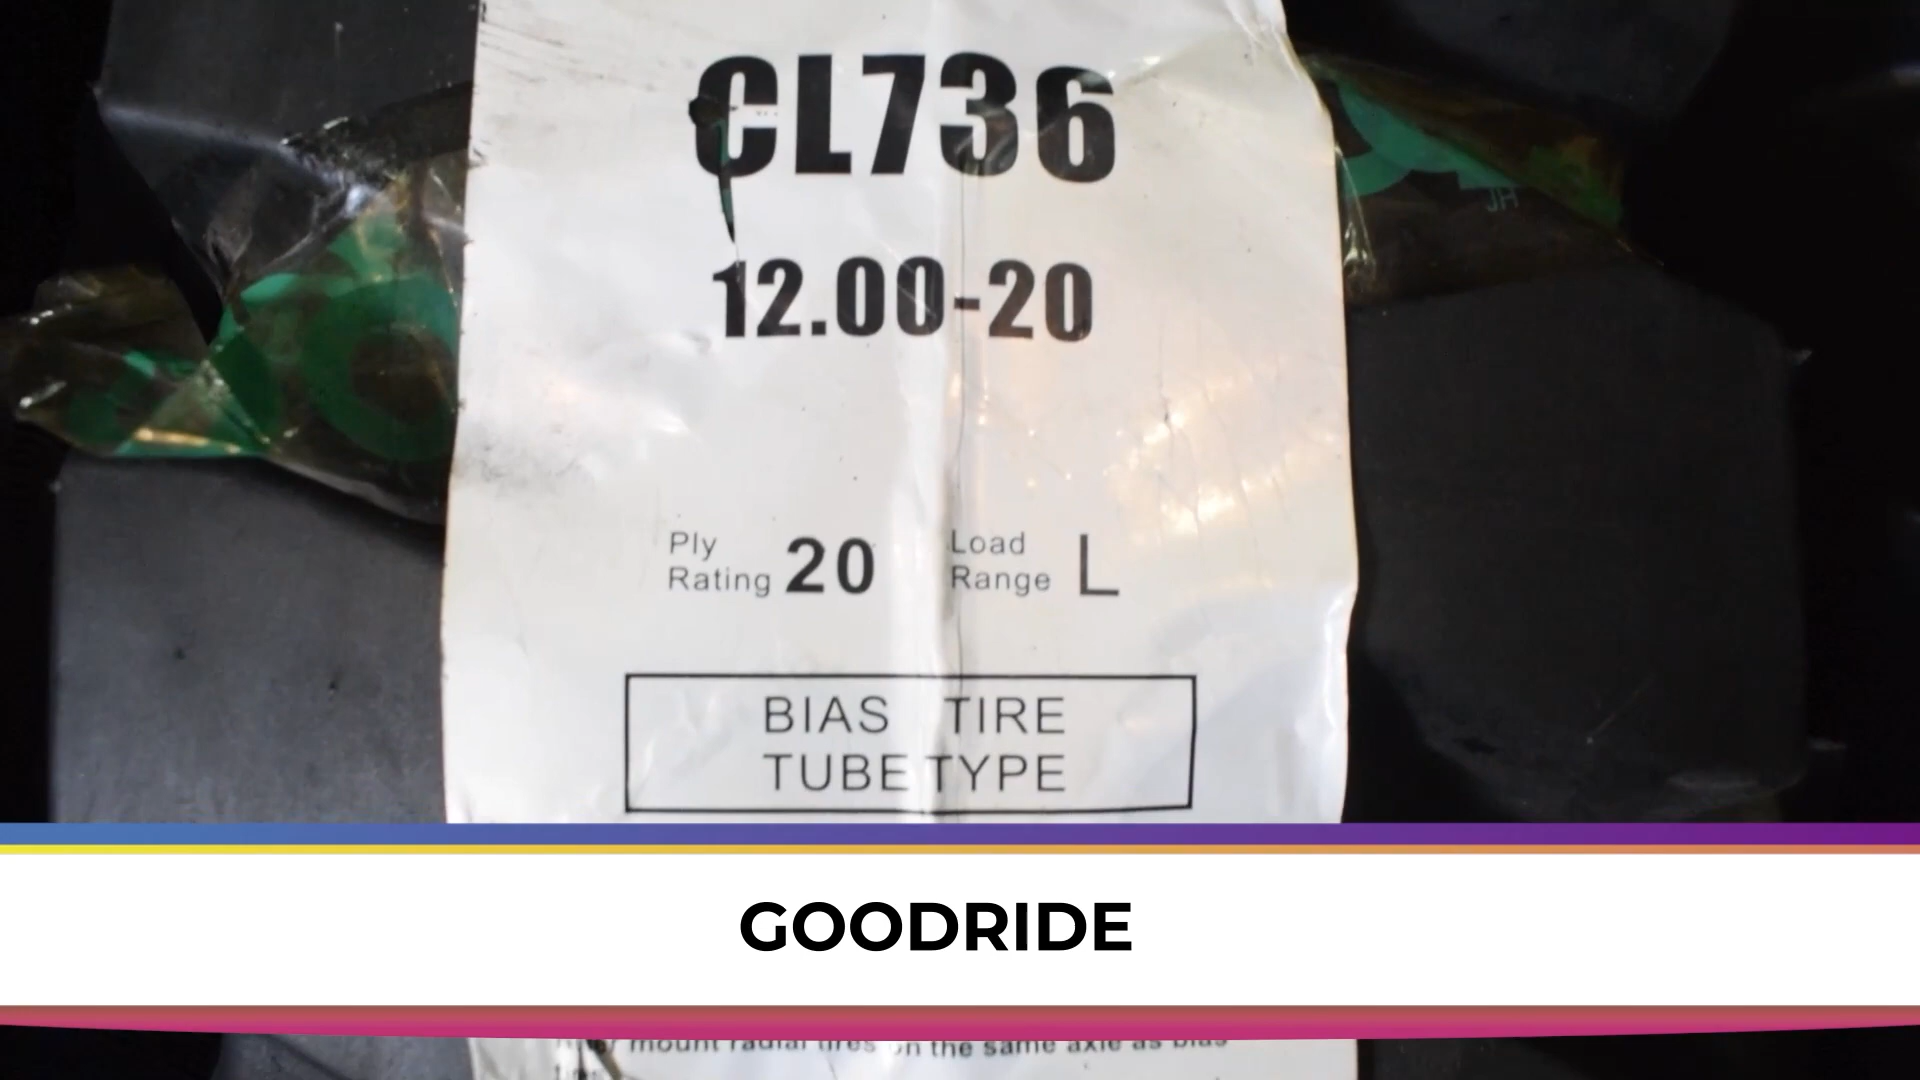 CL736
JH
12.00-20
Ply Rating 20 Load Range L
BIAS TIRE
TUBE TYPE
GOODRIDE
mount radial tires on the same axle as bias